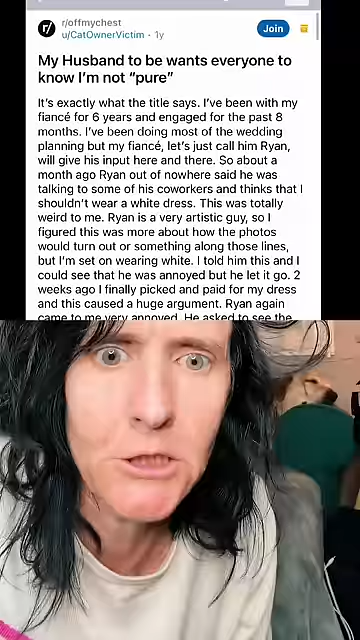 r/offmychest
u/CatOwnerVictim · 1y
Join
My Husband to be wants everyone to
know I'm not “pure”
It's exactly what the title says. I've been with my
fiancé for 6 years and engaged for the past 8
months. I've been doing most of the wedding
planning but my fiancé, let's just call him Ryan,
will give his input here and there. So about a
month ago Ryan out of nowhere said he was
talking to some of his coworkers and thinks that I
shouldn't wear a white dress. This was totally
weird to me. Ryan is a very artistic guy, so I
figured this was more about how the photos
would turn out or something along those lines,
but I'm set on wearing white. I told him this and I
could see that he was annoyed but he let it go. 2
weeks ago I finally picked and paid for my dress
and this caused a huge argument. Ryan again
came to me very annoyed. He asked to see the